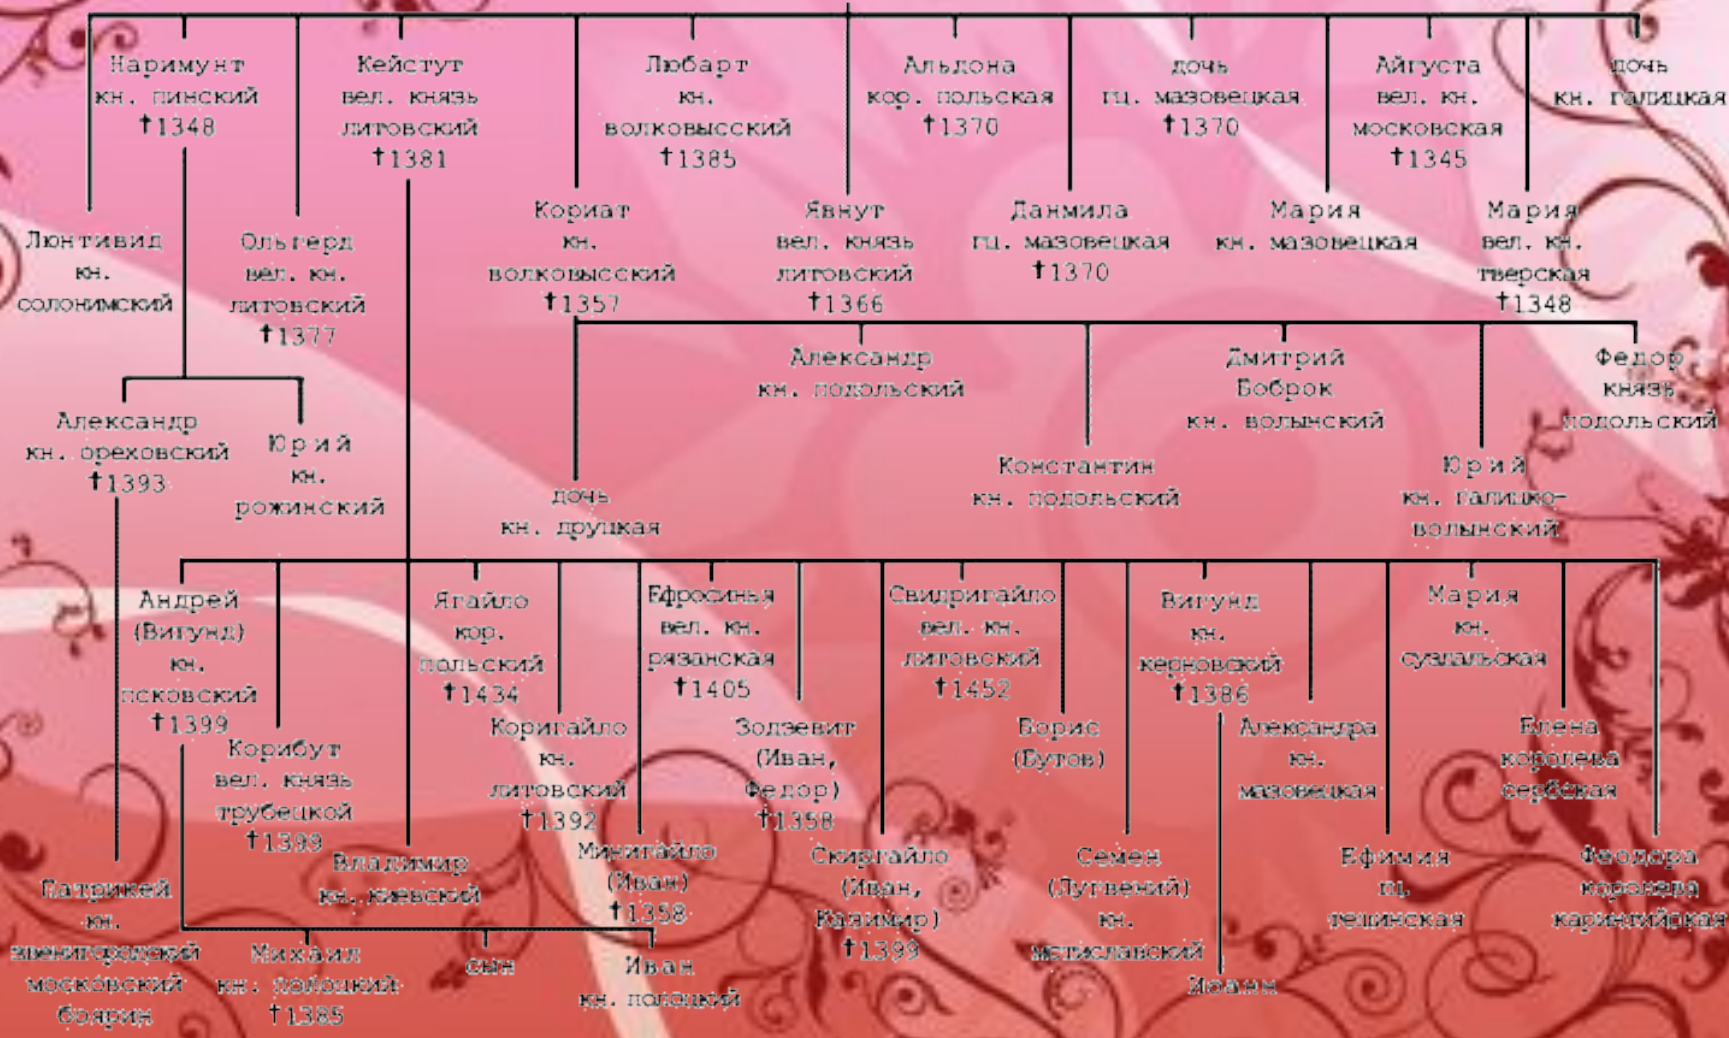 Наримунт
кн. пинский
†1348
Кейстут
вел. князь
литовский
†1381
Любарт
кн.
волковысский
†1385
Альдона
кор. польская
†1370
дочь
гц. мазовецкая
†1370
Айгуста
вел. кн.
московская
†1345
дочь
кн. галицкая
Люнтивид
кн.
солонимский
Ольгерд
вел. кн.
литовский
†1377
Кориат
кн.
волковысский
†1357
Явнут
вел. князь
литовский
†1366
Данмила
гц. мазовецкая
†1370
Мария
кн. мазовецкая
Мария
вел. кн.
тверская
†1348
Александр
кн. ореховский
†1393
Юрий
кн.
рожинский
дочь
кн. друцкая
Александр
кн. подольский
Константин
кн. подольский
Дмитрий
Боброк
кн. волынский
Юрий
кн. галицко-
волынский
Федор
князь
подольский
Андрей
(Вигунд)
кн.
псковский
†1399
Корибут
вел. князь
трубецкой
†1399
Владимир
кн. киевский
Ягайло
кор.
польский
†1434
Коригайло
кн.
литовский
†1392
Минигайло
(Иван)
†1358
Ефросинья
вел. кн.
рязанская
†1405
Зодзевит
(Иван,
Федор)
†1358
Скиргайло
(Иван,
Казимир)
†1399
Свидригайло
вел. кн.
литовский
†1452
Борис
(Бутов)
Семен
(Лугвений)
кн.
мстиславский
Вигунд
кн.
керновский
†1386
Александра
кн.
мазовецкая
Ефимия
гц.
тешинская
Мария
кн.
суздальская
Елена
королева
сербская
Феодора
королева
каринтийская
Патрикей
кн.
звенигородский
московский
боярин
Михаил
кн. полоцкий
†1385
сын
Иван
кн. полоцкий
Иоанн